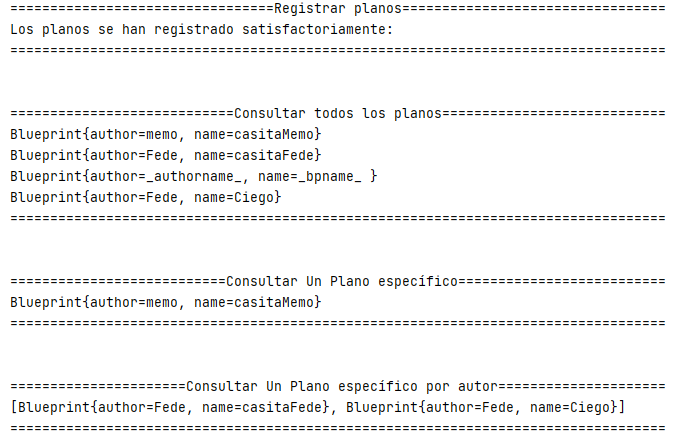 =================================Registrar planos=================================
Los planos se han registrado satisfactoriamente:
==================================================================================
============================Consultar todos los planos============================
Blueprint{author=memo, name=casitaMemo}
Blueprint{author=Fede, name=casitaFede}
Blueprint{author=_authorname_, name=_bpname_ }
Blueprint{author=Fede, name=Ciego}
==================================================================================
===========================Consultar Un Plano específico==========================
Blueprint{author=memo, name=casitaMemo}
==================================================================================
======================Consultar Un Plano específico por autor=====================
[Blueprint{author=Fede, name=casitaFede}, Blueprint{author=Fede, name=Ciego}]
==================================================================================